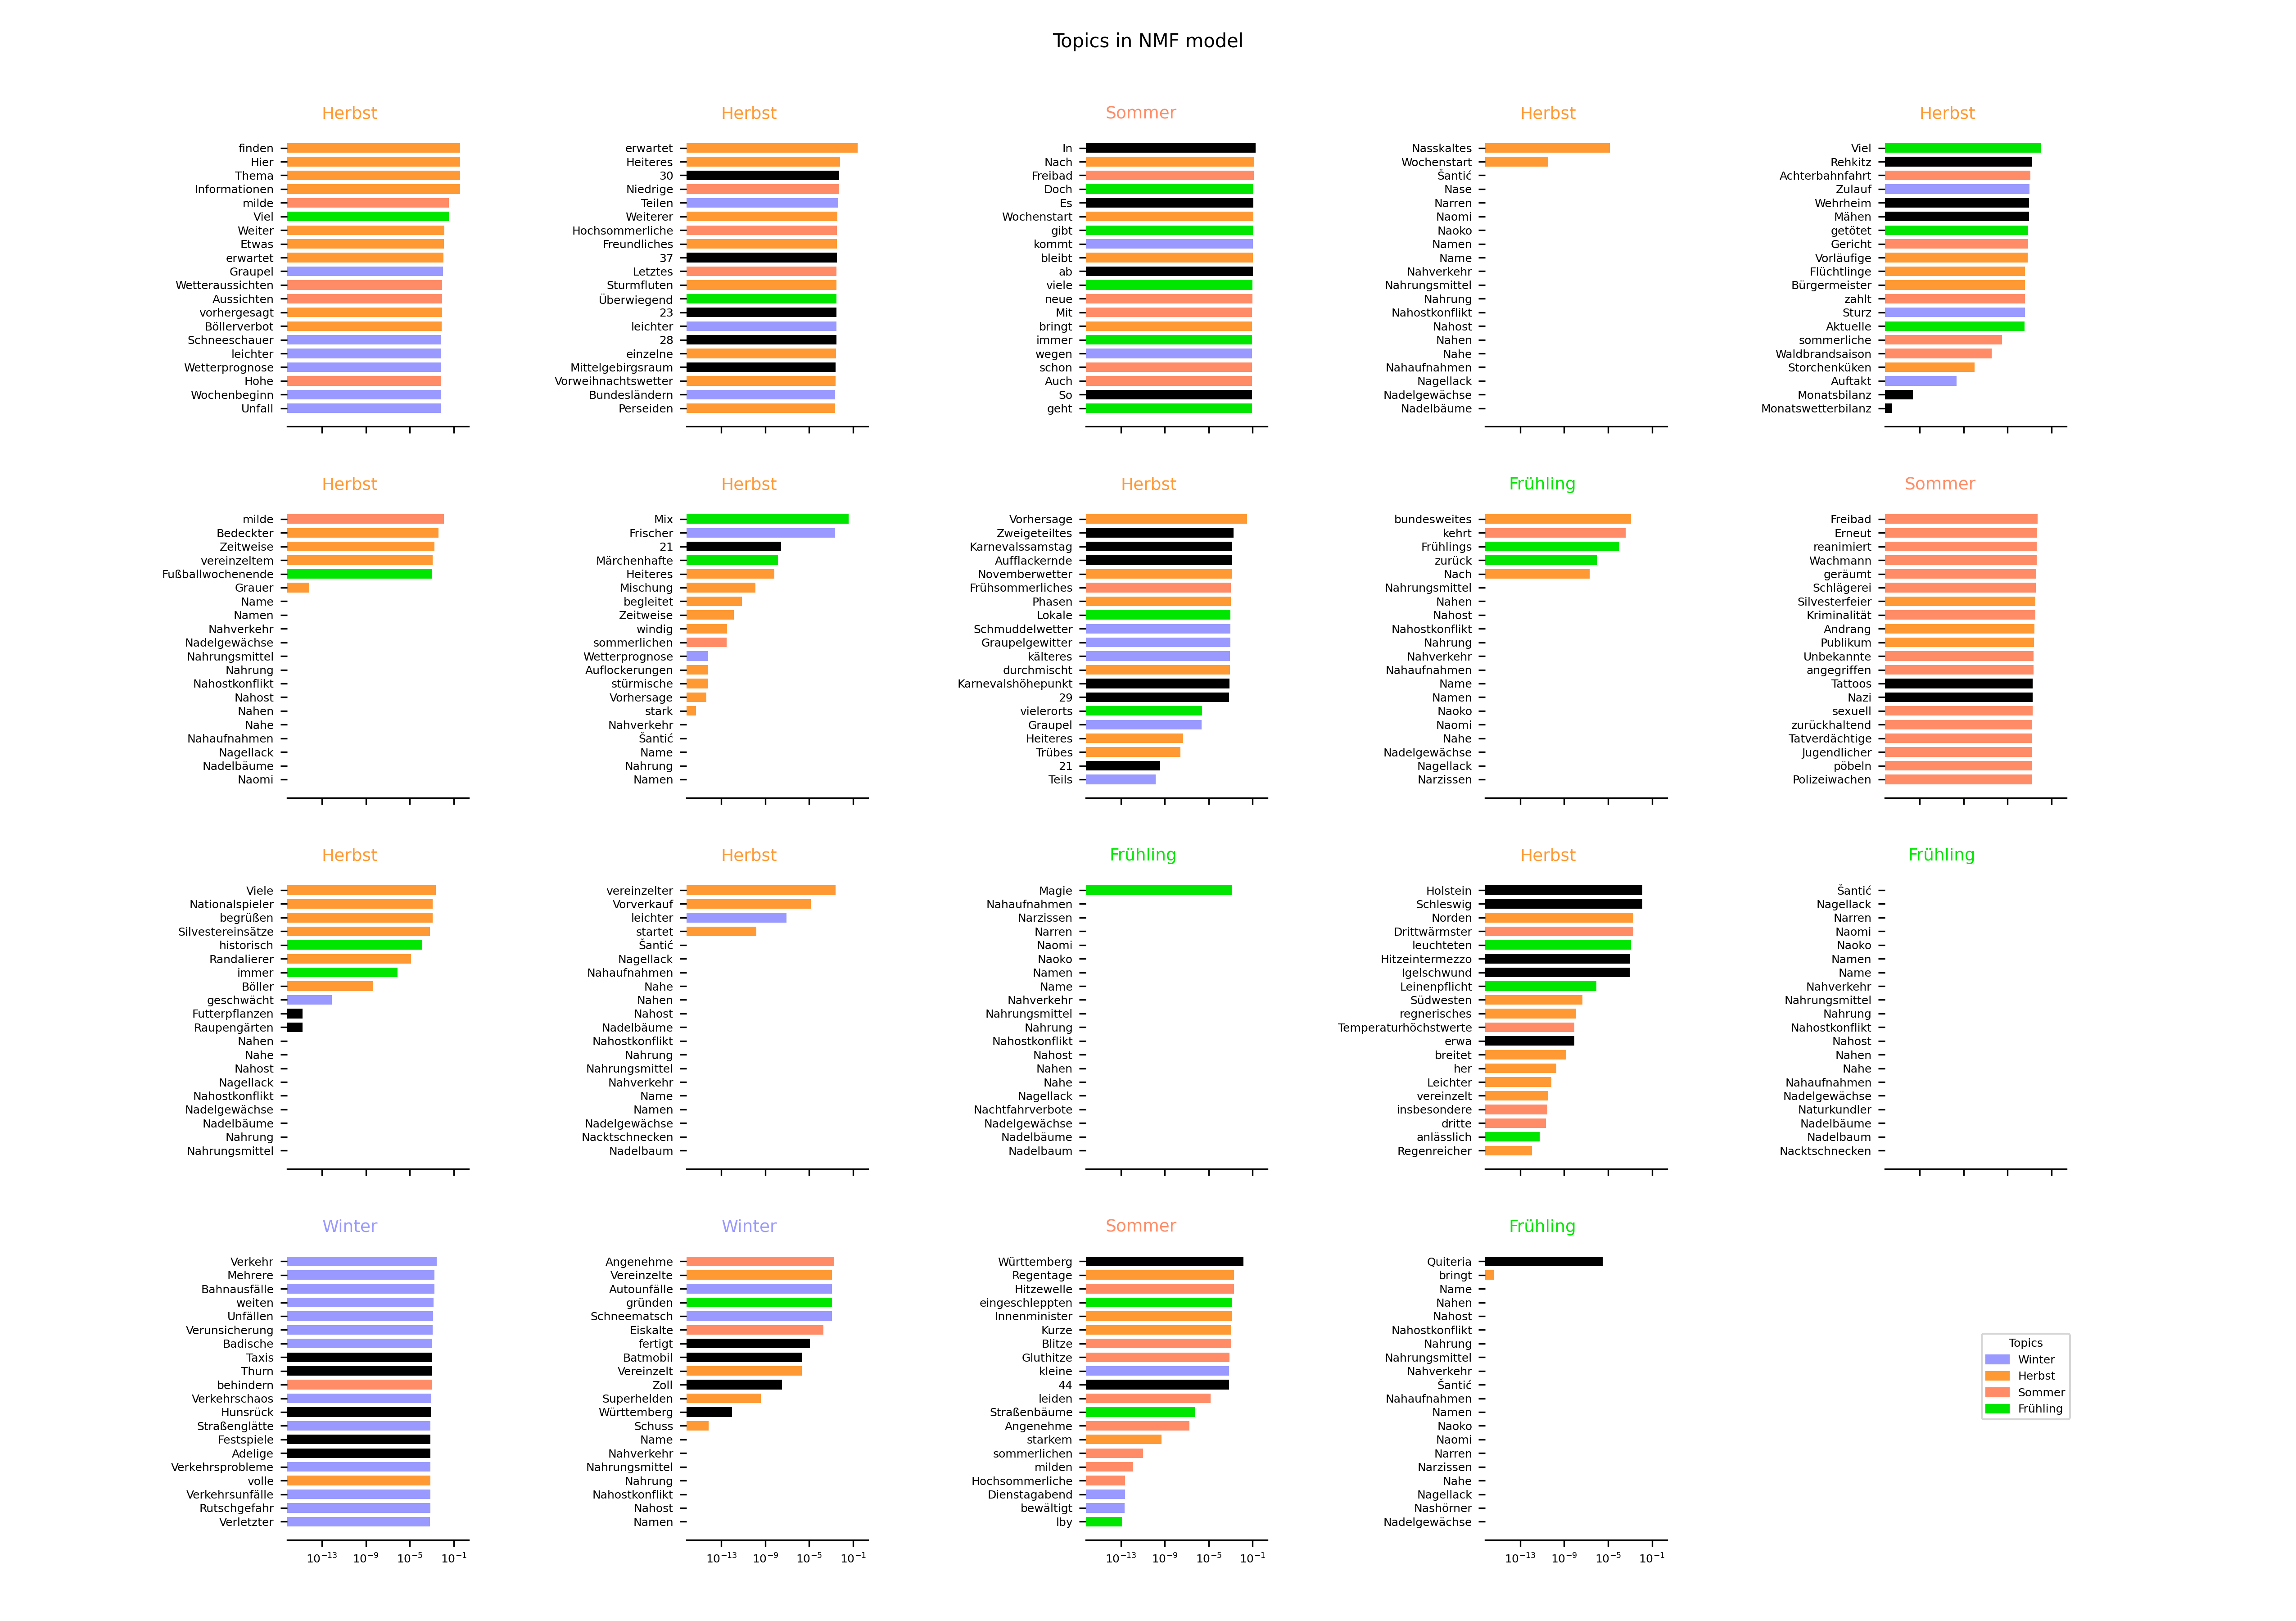 Topics in NMF model
Herbst
finden
Hier
Thema
Informationen
milde
Viel
Weiter
Etwas
erwartet
Graupel
Wetteraussichten
Aussichten
vorhergesagt
Böllerverbot
Schneeschauer
leichter
Wetterprognose
Hohe
Wochenbeginn
Unfall
Herbst
erwartet
Heiteres
30
Niedrige
Teilen
Weiterer
Hochsommerliche
Freundliches
37
Letztes
Sturmfluten
Überwiegend
23
leichter
28
einzelne
Mittelgebirgsraum
Vorweihnachtswetter
Bundesländern
Perseiden
Sommer
In
Nach
Freibad
Doch
Es
Wochenstart
gibt
kommt
bleibt
ab
viele
neue
Mit
bringt
immer
wegen
schon
Auch
So
geht
Herbst
Nasskaltes
Wochenstart
Šantić
Nase
Narren
Naomi
Naoko
Namen
Name
Nahverkehr
Nahrungsmittel
Nahrung
Nahostkonflikt
Nahost
Nahen
Nahe
Nahaufnahmen
Nagellack
Nadelgewächse
Nadelbäume
Herbst
Viel
Rehkitz
Achterbahnfahrt
Zulauf
Wehrheim
Mähen
getötet
Gericht
Vorläufige
Flüchtlinge
Bürgermeister
zahlt
Sturz
Aktuelle
sommerliche
Waldbrandsaison
Storchenküken
Auftakt
Monatsbilanz
Monatswetterbilanz
Herbst
milde
Bedeckter
Zeitweise
vereinzeltem
Fußballwochenende
Grauer
Name
Namen
Nahverkehr
Nadelgewächse
Nahrungsmittel
Nahrung
Nahostkonflikt
Nahost
Nahen
Nahe
Nahaufnahmen
Nagellack
Nadelbäume
Naomi
Herbst
Mix
Frischer
21
Märchenhafte
Heiteres
Mischung
begleitet
Zeitweise
windig
sommerlichen
Wetterprognose
Auflockerungen
stürmische
Vorhersage
stark
Nahverkehr
Šantić
Name
Nahrung
Namen
Herbst
Vorhersage
Zweigeteiltes
Karnevalssamstag
Aufflackernde
Novemberwetter
Frühsommerliches
Phasen
Lokale
Schmuddelwetter
Graupelgewitter
kälteres
durchmischt
Karnevalshöhepunkt
29
vielerorts
Graupel
Heiteres
Trübes
21
Teils
Frühling
bundesweites
kehrt
Frühlings
zurück
Nach
Nahrungsmittel
Nahen
Nahost
Nahostkonflikt
Nahrung
Nahverkehr
Nahaufnahmen
Name
Namen
Naoko
Naomi
Nahe
Nadelgewächse
Nagellack
Narzissen
Sommer
Freibad
Erneut
reanimiert
Wachmann
geräumt
Schlägerei
Silvesterfeier
Kriminalität
Andrang
Publikum
Unbekannte
angegriffen
Tattoos
Nazi
sexuell
zurückhaltend
Tatverdächtige
Jugendlicher
pöbeln
Polizeiwachen
Herbst
Viele
Nationalspieler
begrüßen
Silvestereinsätze
historisch
Randalierer
immer
Böller
geschwächt
Futterpflanzen
Raupengärten
Nahen
Nahe
Nahost
Nagellack
Nahostkonflikt
Nadelgewächse
Nadelbäume
Nahrung
Nahrungsmittel
Herbst
vereinzelter
Vorverkauf
leichter
startet
Šantić
Nagellack
Nahaufnahmen
Nahe
Nahen
Nahost
Nadelbäume
Nahostkonflikt
Nahrung
Nahrungsmittel
Nahverkehr
Name
Namen
Nadelgewächse
Nacktschnecken
Nadelbaum
Frühling
Magie
Nahaufnahmen
Narzissen
Narren
Naomi
Naoko
Namen
Name
Nahverkehr
Nahrungsmittel
Nahrung
Nahostkonflikt
Nahost
Nahen
Nahe
Nagellack
Nachtfahrverbote
Nadelgewächse
Nadelbäume
Nadelbaum
Herbst
Holstein
Schleswig
Norden
Drittwärmster
leuchteten
Hitzeintermezzo
Igelschwund
Leinenpflicht
Südwesten
regnerisches
Temperaturhöchstwerte
erwa
breitet
her
Leichter
vereinzelt
insbesondere
dritte
anlässlich
Regenreicher
Frühling
Šantić
Nagellack
Narren
Naomi
Naoko
Namen
Name
Nahverkehr
Nahrungsmittel
Nahrung
Nahostkonflikt
Nahost
Nahen
Nahe
Nahaufnahmen
Nadelgewächse
Naturkundler
Nadelbäume
Nadelbaum
Nacktschnecken
Winter
Verkehr
Mehrere
Bahnausfälle
weiten
Unfällen
Verunsicherung
Badische
Taxis
Thurn
behindern
Verkehrschaos
Hunsrück
Straßenglätte
Festspiele
Adelige
Verkehrsprobleme
volle
Verkehrsunfälle
Rutschgefahr
Verletzter
10⁻¹³ 10⁻⁹ 10⁻⁵ 10⁻¹
Winter
Angenehme
Vereinzelte
Autounfälle
gründen
Schneematsch
Eiskalte
fertigt
Batmobil
Vereinzelt
Zoll
Superhelden
Württemberg
Schuss
Name
Nahverkehr
Nahrungsmittel
Nahrung
Nahostkonflikt
Nahost
Namen
10⁻¹³ 10⁻⁹ 10⁻⁵ 10⁻¹
Sommer
Württemberg
Regentage
Hitzewelle
eingeschleppten
Innenminister
Kurze
Blitze
Gluthitze
kleine
44
leiden
Straßenbäume
Angenehme
starkem
sommerlichen
milden
Hochsommerliche
Dienstagabend
bewältigt
lby
10⁻¹³ 10⁻⁹ 10⁻⁵ 10⁻¹
Frühling
Quiteria
bringt
Name
Nahen
Nahost
Nahostkonflikt
Nahrung
Nahrungsmittel
Nahverkehr
Šantić
Nahaufnahmen
Namen
Naoko
Naomi
Narren
Narzissen
Nahe
Nagellack
Nashörner
Nadelgewächse
10⁻¹³ 10⁻⁹ 10⁻⁵ 10⁻¹
Topics
Winter
Herbst
Sommer
Frühling